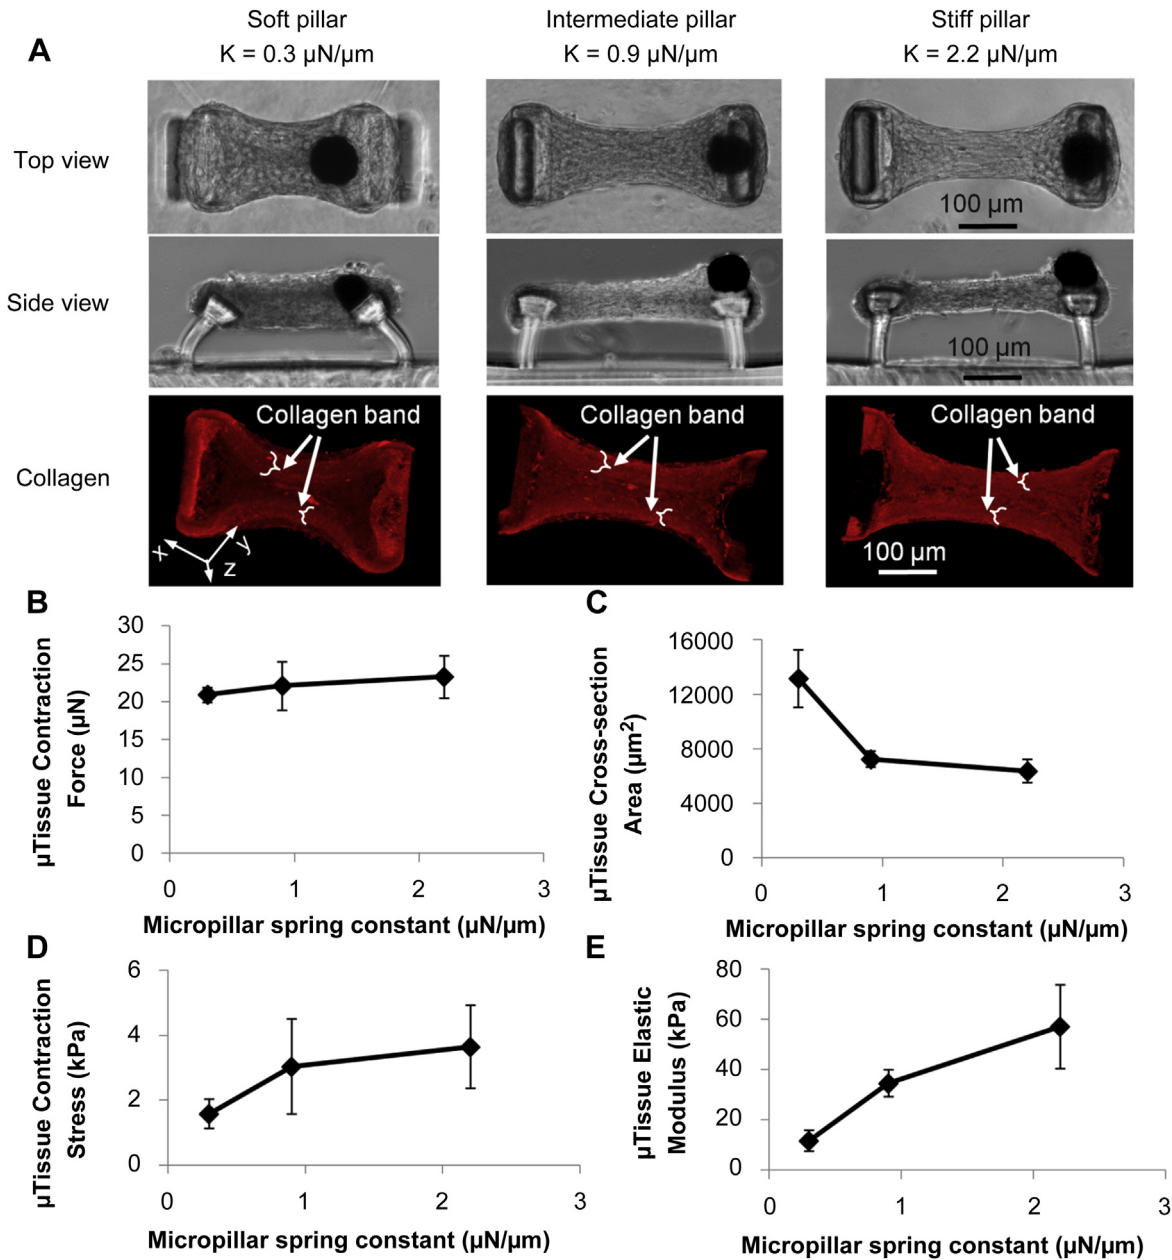 Soft pillar
K = 0.3 µN/µm
Intermediate pillar
K = 0.9 µN/µm
Stiff pillar
K = 2.2 µN/µm
A
Top view
100 µm
Side view
100 µm
Collagen
Collagen band
x
y
z
Collagen band
Collagen band
100 µm
B
µTissue Contraction
Force (µN)
30
25
20
15
10
5
0
0 1 2 3
Micropillar spring constant (µN/µm)
C
µTissue Cross-section
Area (µm²)
16000
12000
8000
4000
0
0 1 2 3
Micropillar spring constant (µN/µm)
D
µTissue Contraction
Stress (kPa)
6
4
2
0
0 1 2 3
Micropillar spring constant (µN/µm)
E
µTissue Elastic
Modulus (kPa)
80
60
40
20
0
0 1 2 3
Micropillar spring constant (µN/µm)